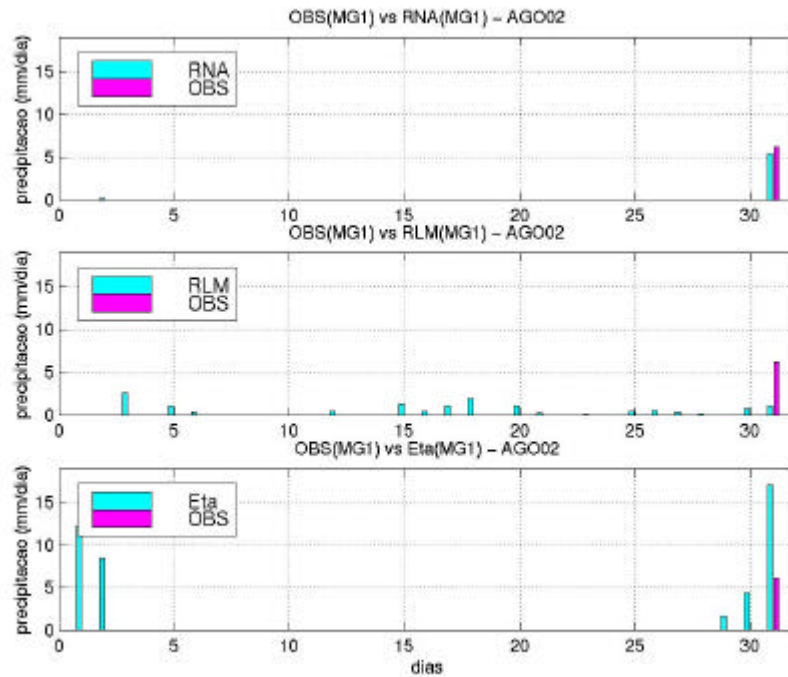 OBS(MG1) vs RNA(MG1) – AGO02
precipitacao (mm/dia)
15
10
5
0
RNA
OBS
0 5 10 15 20 25 30
OBS(MG1) vs RLM(MG1) – AGO02
precipitacao (mm/dia)
15
10
5
0
RLM
OBS
0 5 10 15 20 25 30
OBS(MG1) vs Eta(MG1) – AGO02
precipitacao (mm/dia)
15
10
5
0
Eta
OBS
0 5 10 15 20 25 30
dias